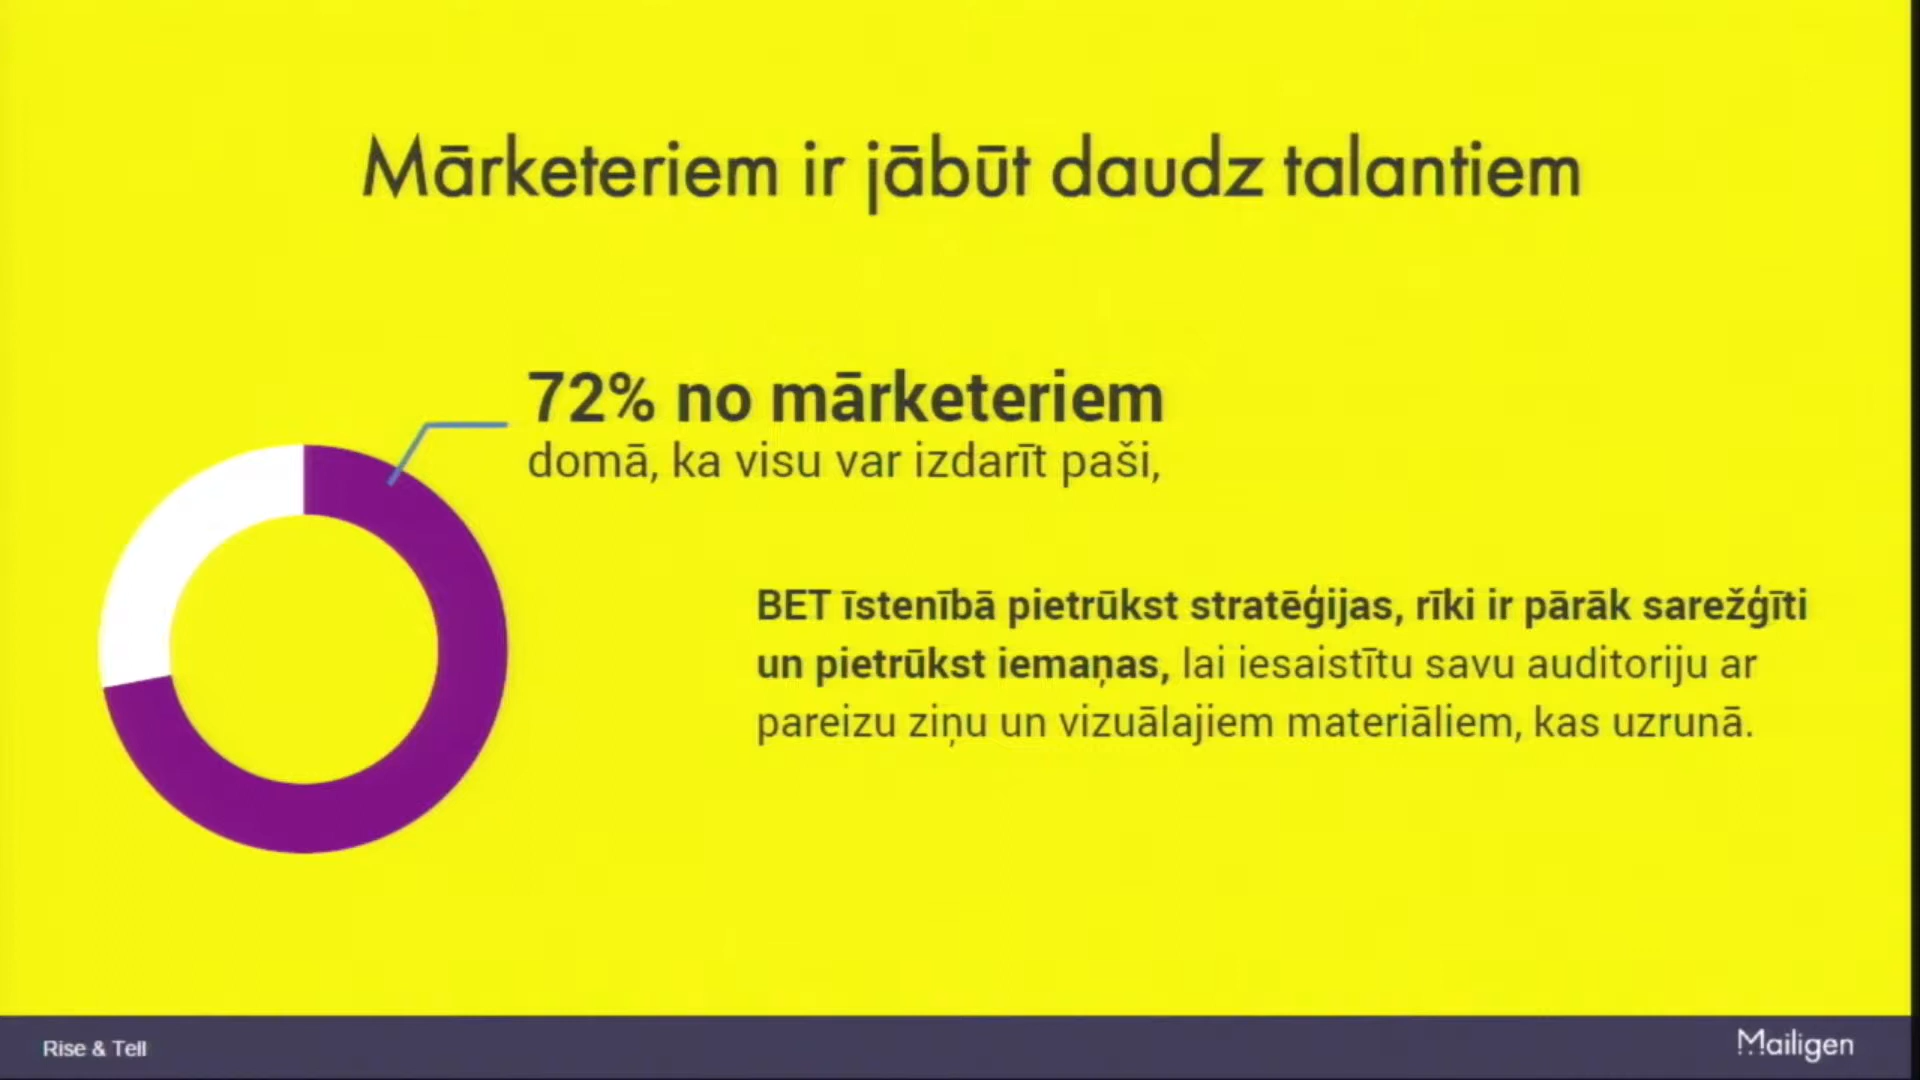 Mārketeriem ir jābūt daudz talantiem
72% no mārketeriem
domā, ka visu var izdarīt paši,
BET īstenībā pietrūkst stratēģijas, rīki ir pārāk sarežģīti
un pietrūkst iemaņas, lai iesaistītu savu auditoriju ar
pareizu ziņu un vizuālajiem materiāliem, kas uzrunā.
Rise & Tell
Mailigen